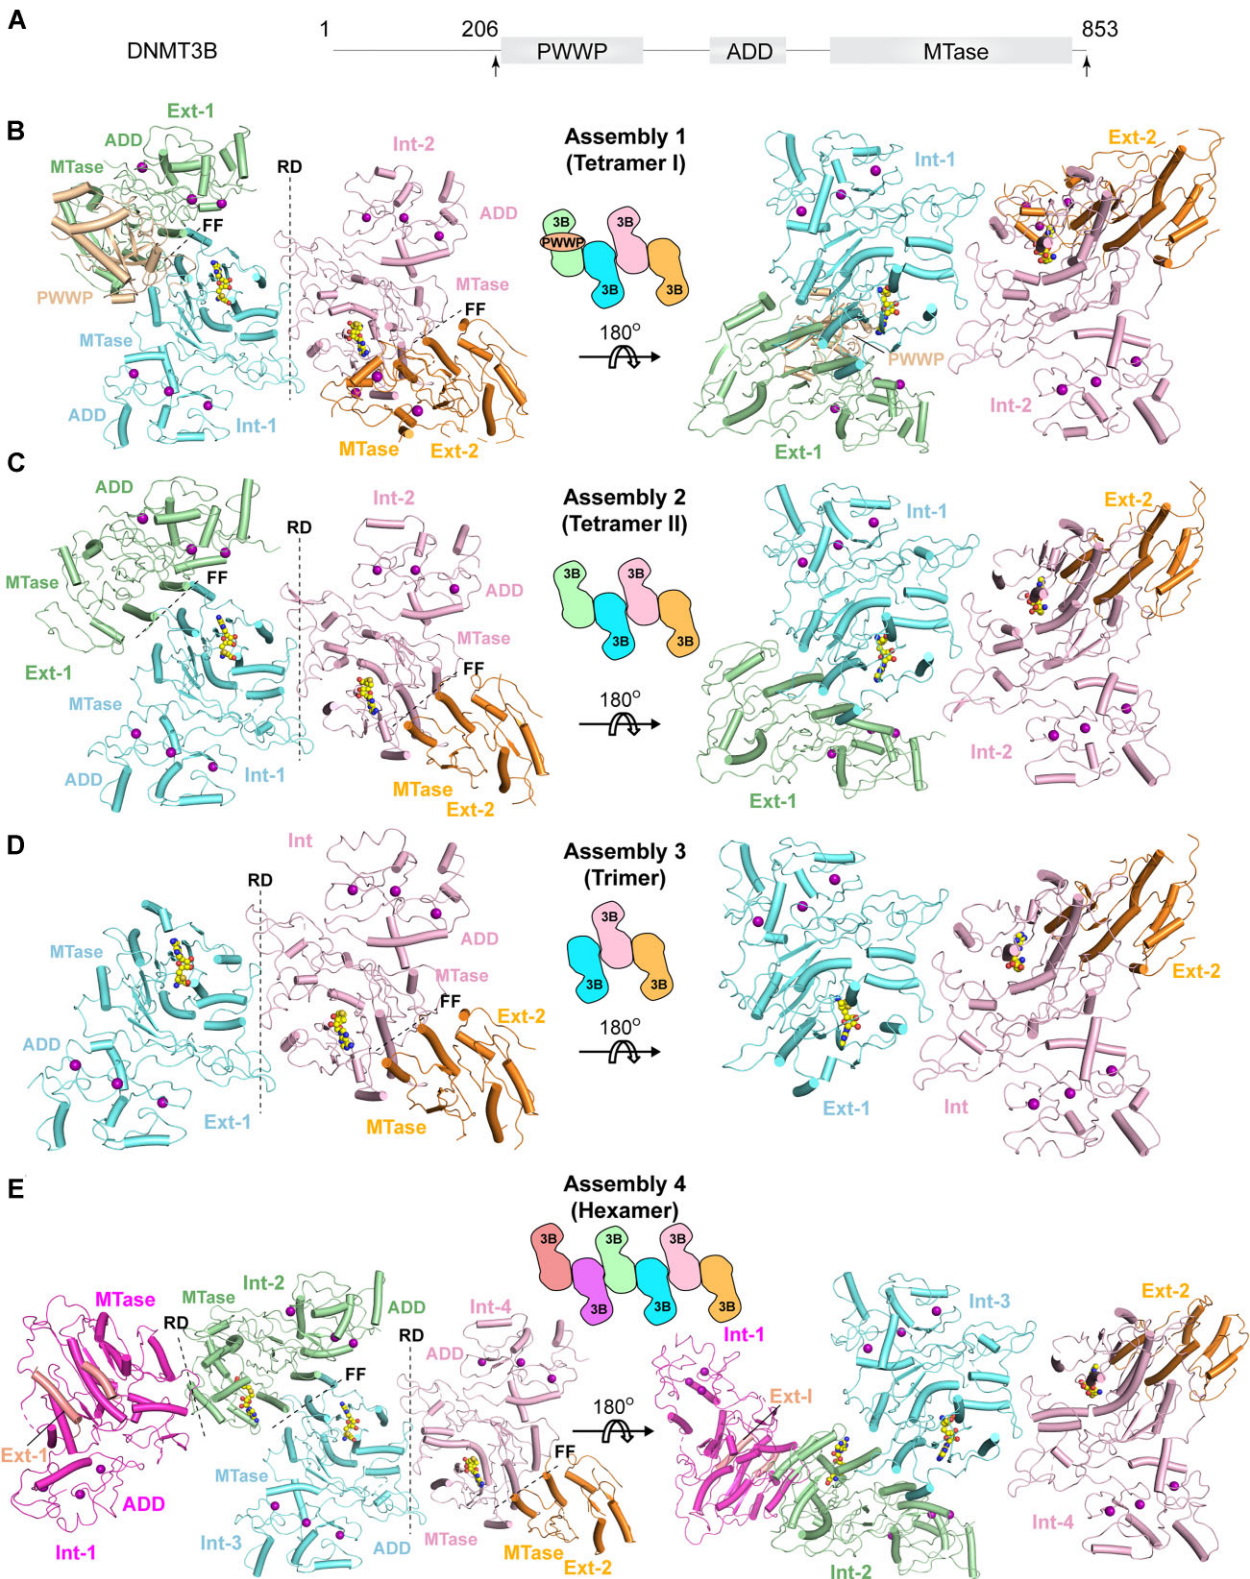 A
DNMT3B
1
206
PWWP
ADD
MTase
853
B
Ext-1
ADD
MTase
FF
PWWP
MTase
ADD
Int-1
RD
Int-2
ADD
MTase
FF
MTase
Ext-2
Assembly 1
(Tetramer I)
3B
PWWP
3B
3B
3B
180°
Int-1
Ext-2
PWWP
Int-2
Ext-1
C
ADD
MTase
FF
Ext-1
MTase
ADD
Int-1
RD
Int-2
ADD
MTase
FF
MTase
Ext-2
Assembly 2
(Tetramer II)
3B
3B
3B
3B
180°
Int-1
Ext-2
Int-2
Ext-1
D
Int
RD
MTase
ADD
Ext-1
ADD
MTase
FF
Ext-2
MTase
Assembly 3
(Trimer)
3B
3B
3B
180°
Ext-2
Ext-1
Int
E
Assembly 4
(Hexamer)
3B
3B
3B
3B
3B
3B
MTase
RD
Int-2
MTase
ADD
RD
Int-4
ADD
FF
Ext-1
ADD
Int-1
MTase
Int-3
ADD
FF
MTase
MTase
Ext-2
180°
Int-1
Ext-I
Int-3
Ext-2
Int-4
Int-2